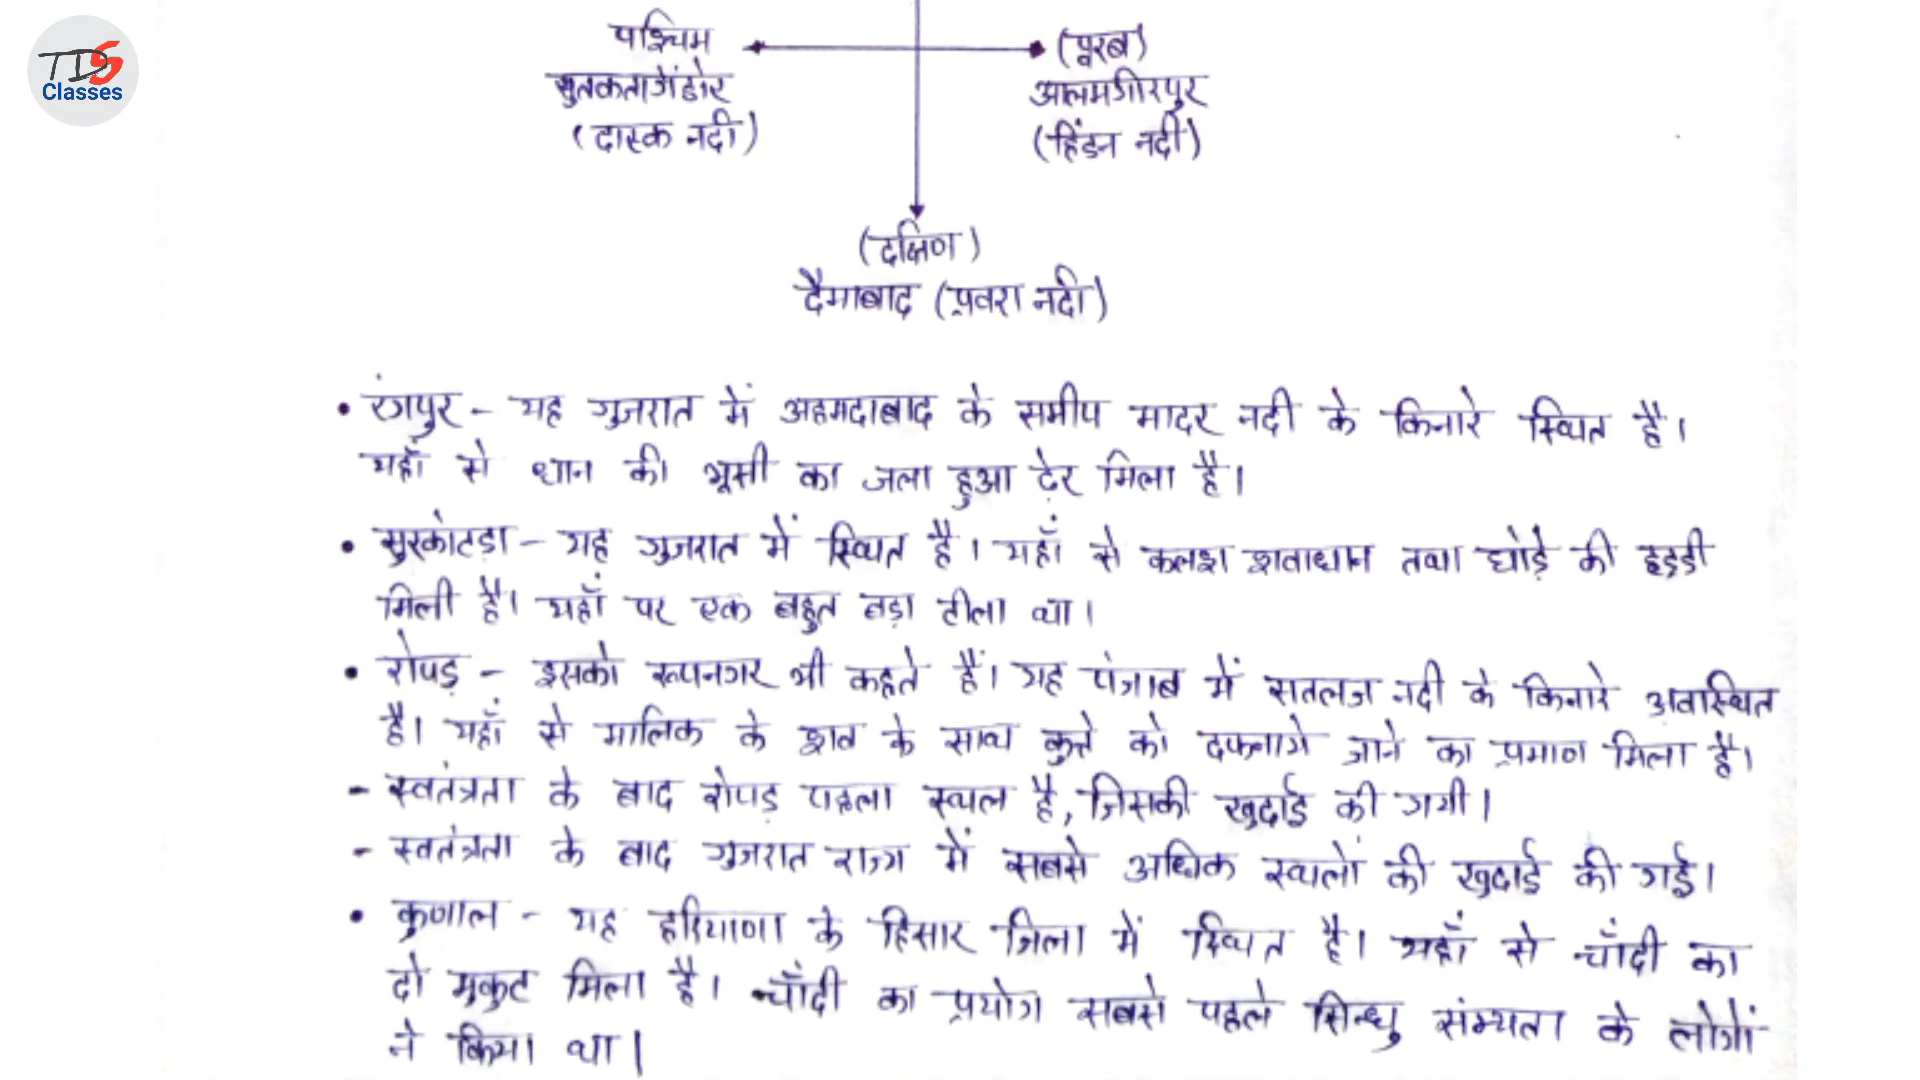 TDS
Classes
पश्चिम
(पूरब)
सुतकताजेंडोर
आलमगीरपुर
(दास्क नदी)
(हिंडन नदी)
(दक्षिण)
दैमाबाद (प्रवरा नदी)
• रंगपुर - यह गुजरात में अहमदाबाद के समीप मादर नदी के किनारे स्थित है।
यहाँ से धान की भूसी का जला हुआ ढेर मिला है।
• सुरकोटड़ा - यह गुजरात में स्थित है। यहाँ से कलश शवाधान तथा घोड़े की हड्डी
मिली है। यहाँ पर एक बहुत बड़ा टीला था।
• रोपड़ - इसको रूपनगर भी कहते हैं। यह पंजाब में सतलज नदी के किनारे अवास्थित
है। यहाँ से मालिक के शव के साथ कुत्ते को दफनाये जाने का प्रमाण मिला है।
- स्वतंत्रता के बाद रोपड़ पहला स्थल है, जिसकी खुदाई की गयी।
- स्वतंत्रता के बाद गुजरात राज्य में सबसे अधिक स्थलों की खुदाई की गई।
• कुणाल - यह हरियाणा के हिसार जिला में स्थित है। यहाँ से चाँदी का
दो मुकुट मिला है। चाँदी का प्रयोग सबसे पहले सिन्धु संभ्यता के लोगों
ने किया था।